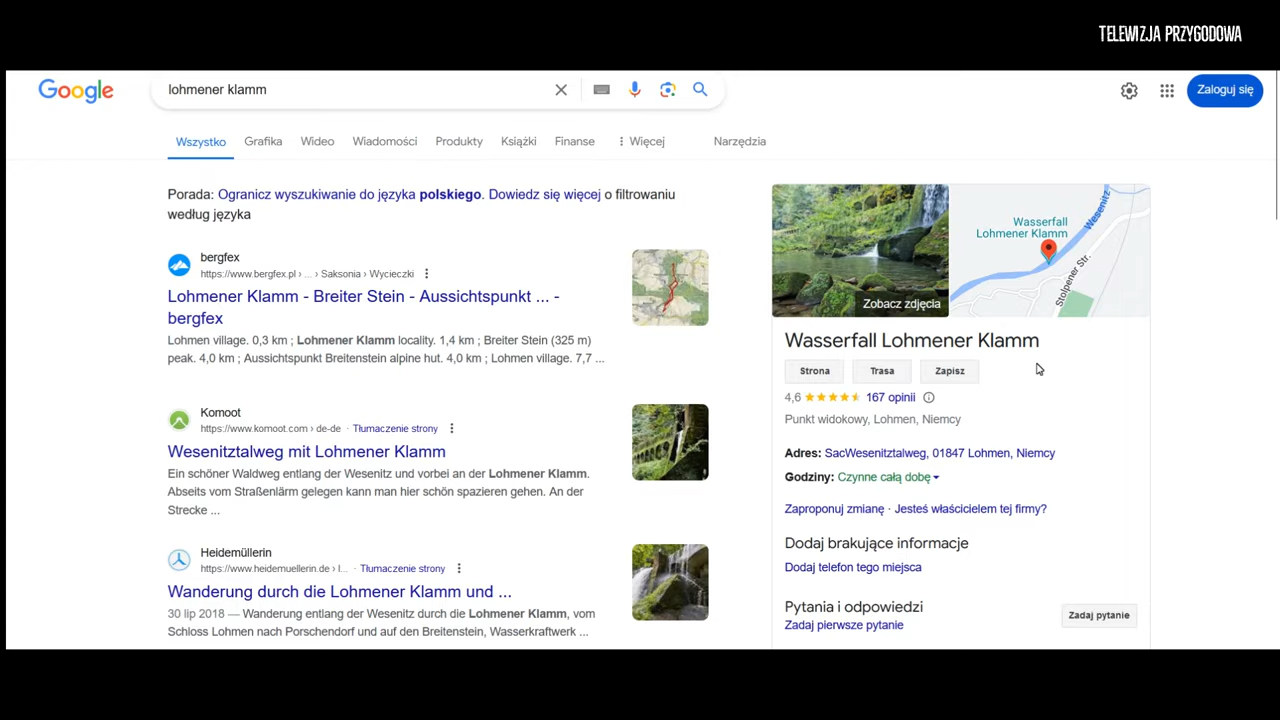 TELEWIZJA PRZYGODOWA
Google
lohmener klamm
Zaloguj się
Wszystko Grafika Wideo Wiadomości Produkty Książki Finanse Więcej Narzędzia
Porada: Ogranicz wyszukiwanie do języka polskiego. Dowiedz się więcej o filtrowaniu
według języka
bergfex
https://www.bergfex.pl › ... › Saksonia › Wycieczki
Lohmener Klamm - Breiter Stein - Aussichtspunkt ... -
bergfex
Lohmen village. 0,3 km ; Lohmener Klamm locality. 1,4 km ; Breiter Stein (325 m)
peak. 4,0 km ; Aussichtspunkt Breitenstein alpine hut. 4,0 km ; Lohmen village. 7,7 ...
Komoot
https://www.komoot.com › de-de · Tłumaczenie strony
Wesenitztalweg mit Lohmener Klamm
Ein schöner Waldweg entlang der Wesenitz und vorbei an der Lohmener Klamm.
Abseits vom Straßenlärm gelegen kann man hier schön spazieren gehen. An der
Strecke ...
Heidemüllerin
https://www.heidemuellerin.de › l... · Tłumaczenie strony
Wanderung durch die Lohmener Klamm und ...
30 lip 2018 — Wanderung entlang der Wesenitz durch die Lohmener Klamm, vom
Schloss Lohmen nach Porschendorf und auf den Breitenstein, Wasserkraftwerk ...
Zobacz zdjęcia
Wasserfall
Lohmener Klamm
Wesenitz
Stolpener Str.
Wasserfall Lohmener Klamm
Strona Trasa Zapisz
4,6 167 opinii
Punkt widokowy, Lohmen, Niemcy
Adres: SacWesenitztalweg, 01847 Lohmen, Niemcy
Godziny: Czynne całą dobę
Zaproponuj zmianę · Jesteś właścicielem tej firmy?
Dodaj brakujące informacje
Dodaj telefon tego miejsca
Pytania i odpowiedzi
Zadaj pierwsze pytanie
Zadaj pytanie